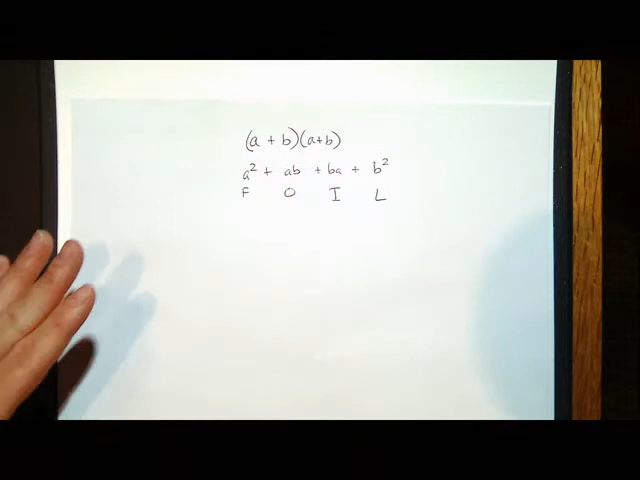 (a + b)(a+b)
a² + ab + ba + b²
F O I L